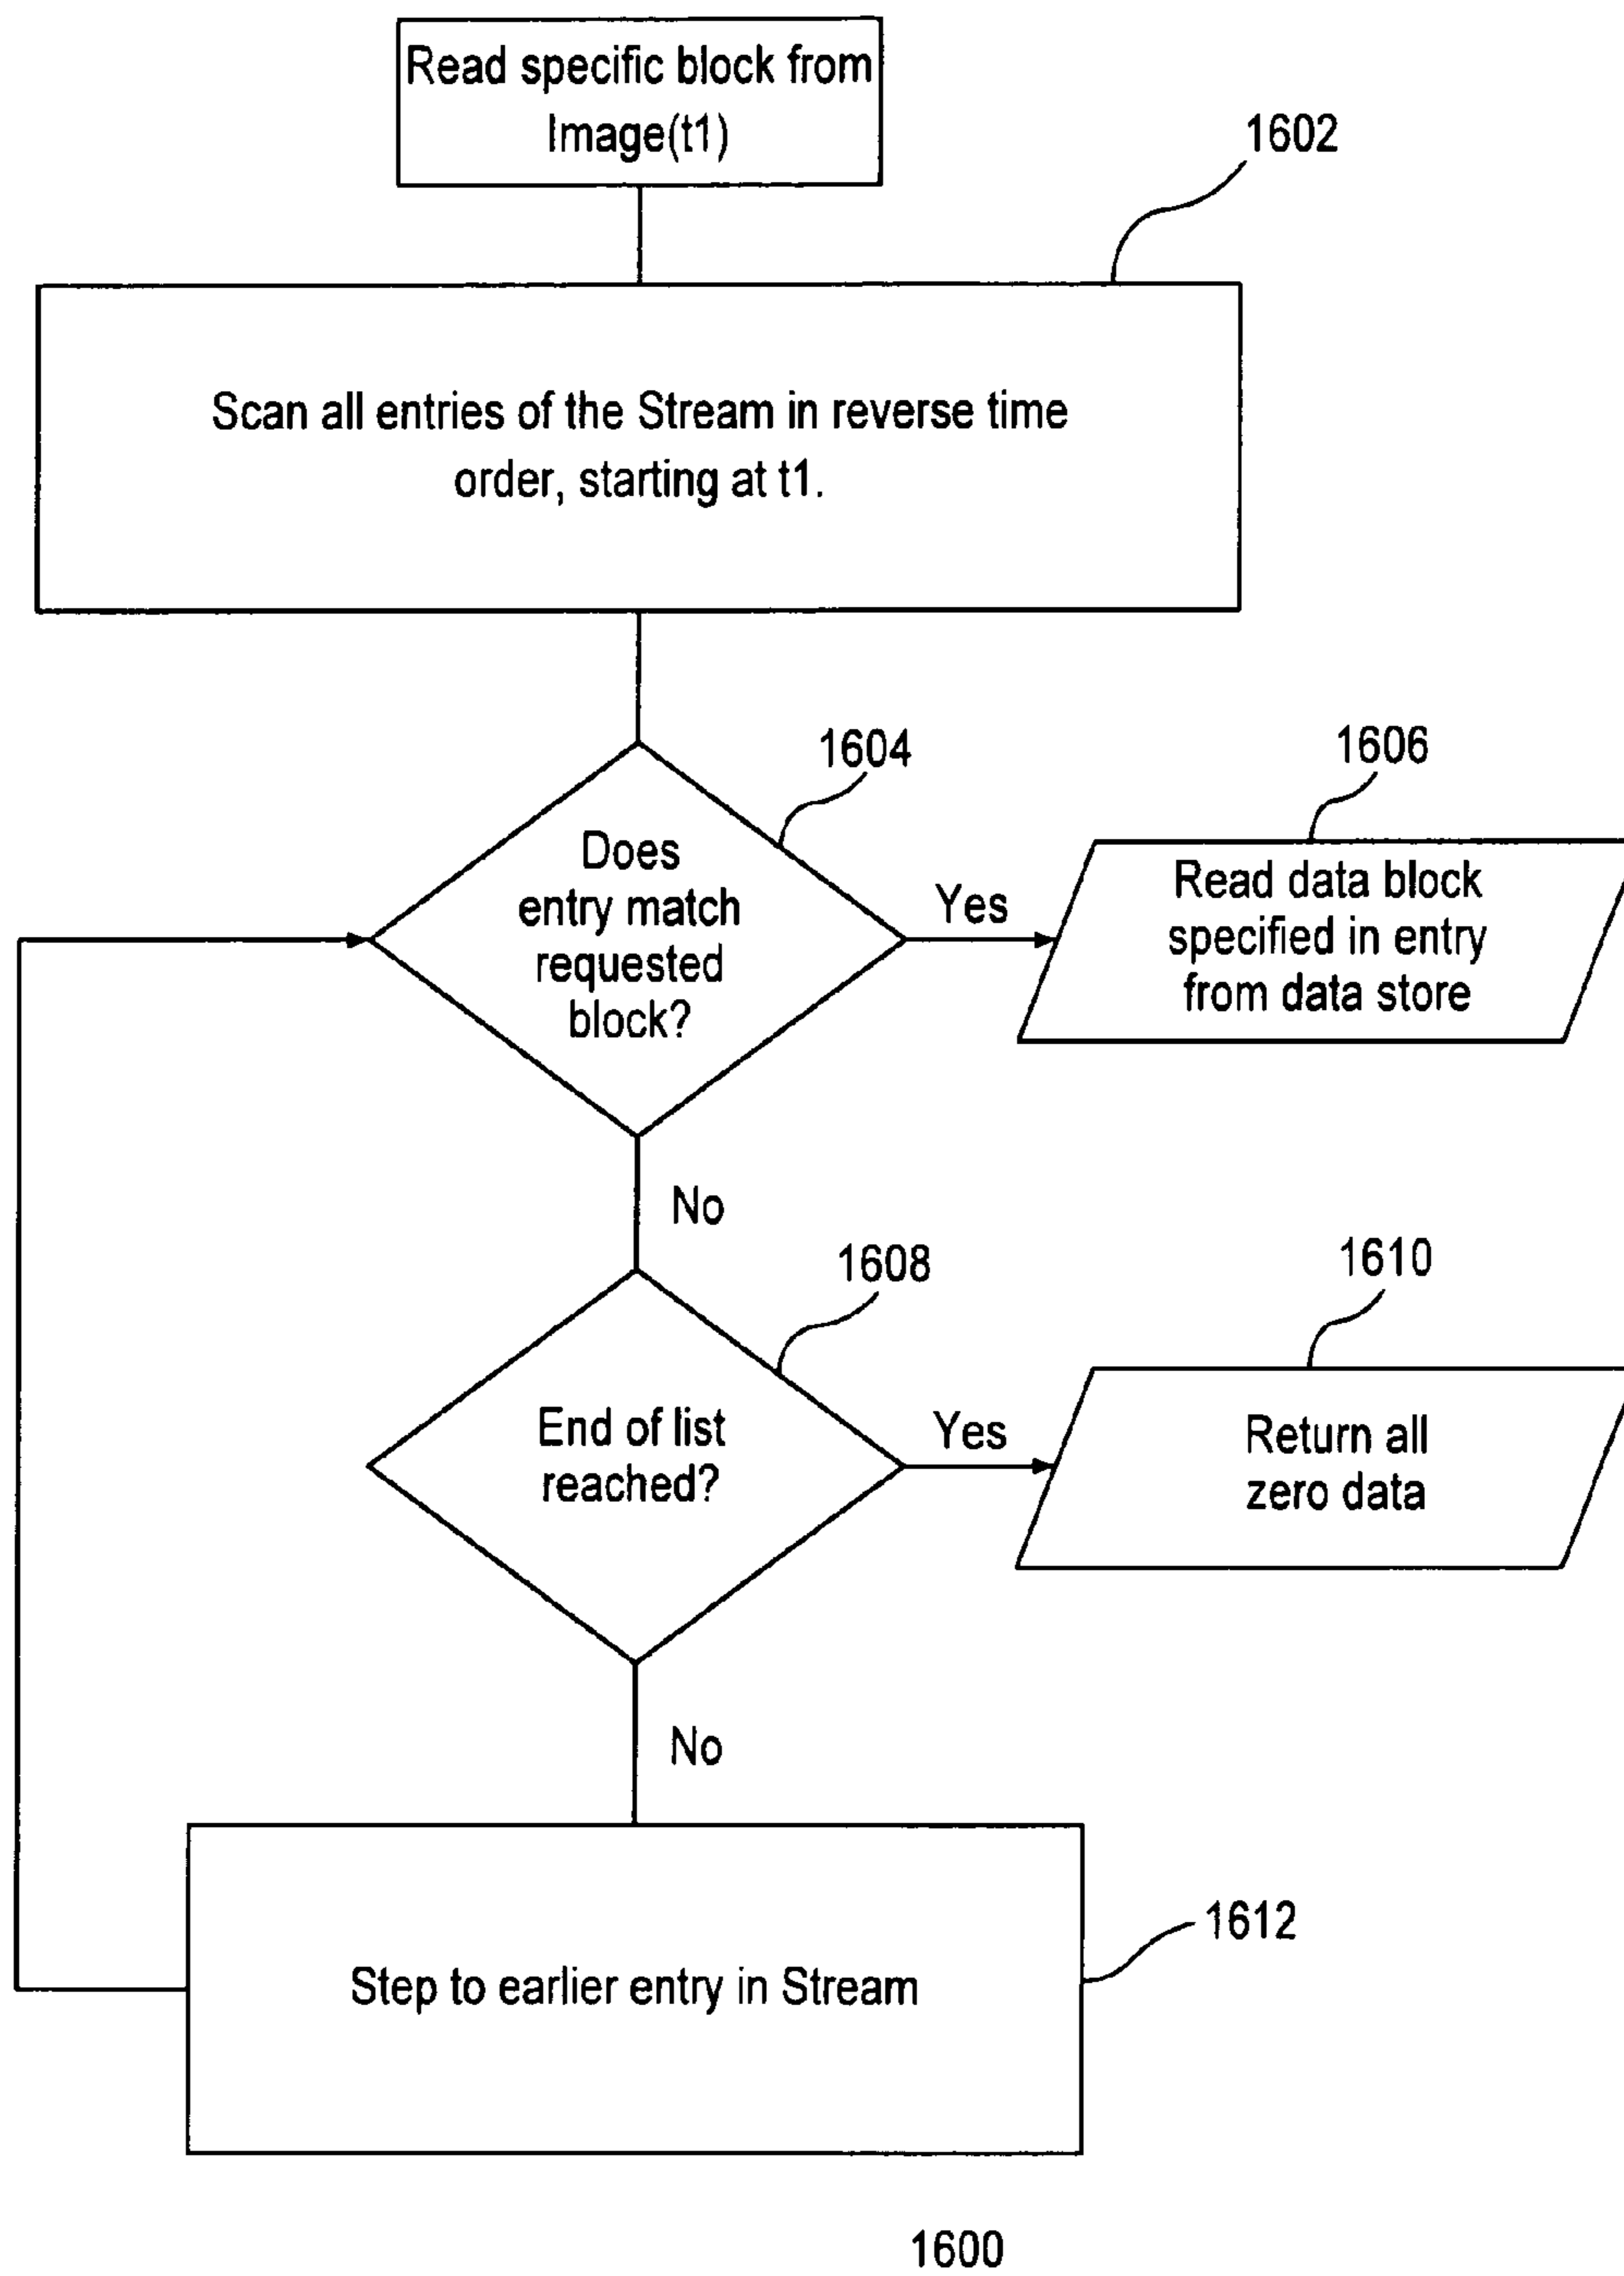 Read specific block from
Image(t1)
1602
Scan all entries of the Stream in reverse time
order, starting at t1.
1604
1606
Does
entry match
requested
block?
Yes
Read data block
specified in entry
from data store
No
1608
1610
End of list
reached?
Yes
Return all
zero data
No
1612
Step to earlier entry in Stream
1600